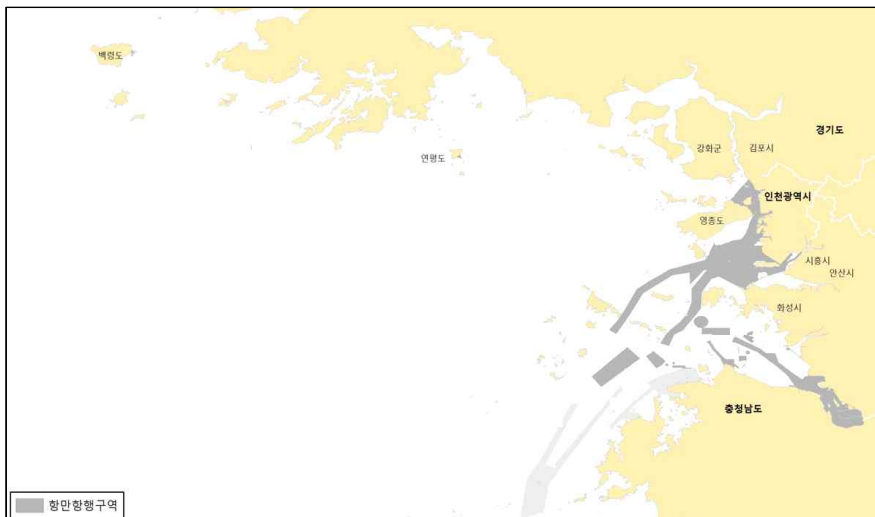 백령도
경기도
강화군
김포시
연평도
인천광역시
영종도
시흥시
안산시
화성시
충청남도
항만항행구역